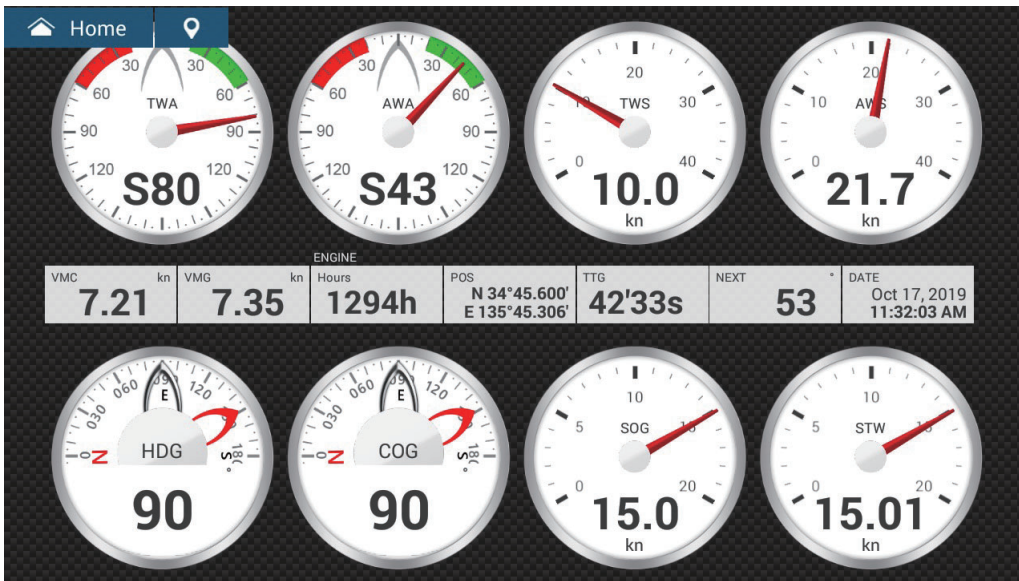 Home
30 30
60 TWA 60
90 90
120 120
S80
30 30
60 AWA 60
90 90
120 120
S43
20
10 TWS 30
0 40
10.0
kn
20
10 AWS 30
0 40
21.7
kn
ENGINE
VMC kn
7.21
VMG kn
7.35
Hours
1294h
POS
N 34°45.600'
E 135°45.306'
TTG
42'33s
NEXT °
53
DATE
Oct 17, 2019
11:32:03 AM
0 N 030 060 E 120 S 180 °
HDG
90
0 N 030 060 E 120 S 180 °
COG
90
10
5 SOG 15
0 20
15.0
kn
10
5 STW 15
0 20
15.01
kn